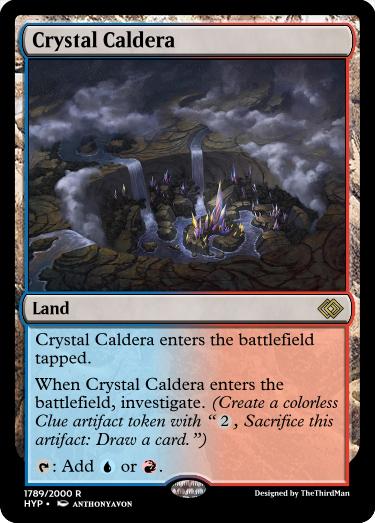 Crystal Caldera
Land
Crystal Caldera enters the battlefield
tapped.
When Crystal Caldera enters the
battlefield, investigate. (Create a colorless
Clue artifact token with “2, Sacrifice this
artifact: Draw a card.”)
: Add or .
1789/2000 R
HYP • ANTHONYAVON
Designed by TheThirdMan